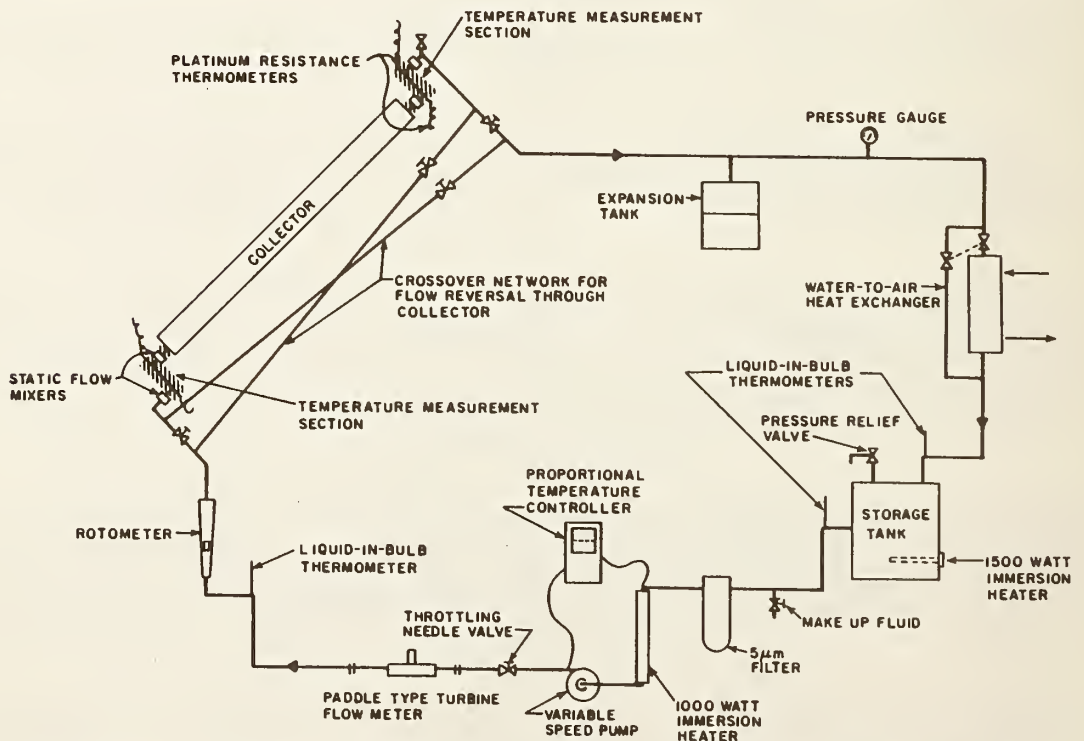 TEMPERATURE MEASUREMENT
SECTION
PLATINUM RESISTANCE
THERMOMETERS
PRESSURE GAUGE
EXPANSION
TANK
COLLECTOR
CROSSOVER NETWORK FOR
FLOW REVERSAL THROUGH
COLLECTOR
WATER-TO-AIR
HEAT EXCHANGER
STATIC FLOW
MIXERS
TEMPERATURE MEASUREMENT
SECTION
LIQUID-IN-BULB
THERMOMETERS
PRESSURE RELIEF
VALVE
PROPORTIONAL
TEMPERATURE
CONTROLLER
STORAGE
TANK
ROTOMETER
LIQUID-IN-BULB
THERMOMETER
1500 WATT
IMMERSION
HEATER
THROTTLING
NEEDLE VALVE
MAKE UP FLUID
5μm
FILTER
PADDLE TYPE TURBINE
FLOW METER
VARIABLE
SPEED PUMP
1000 WATT
IMMERSION
HEATER